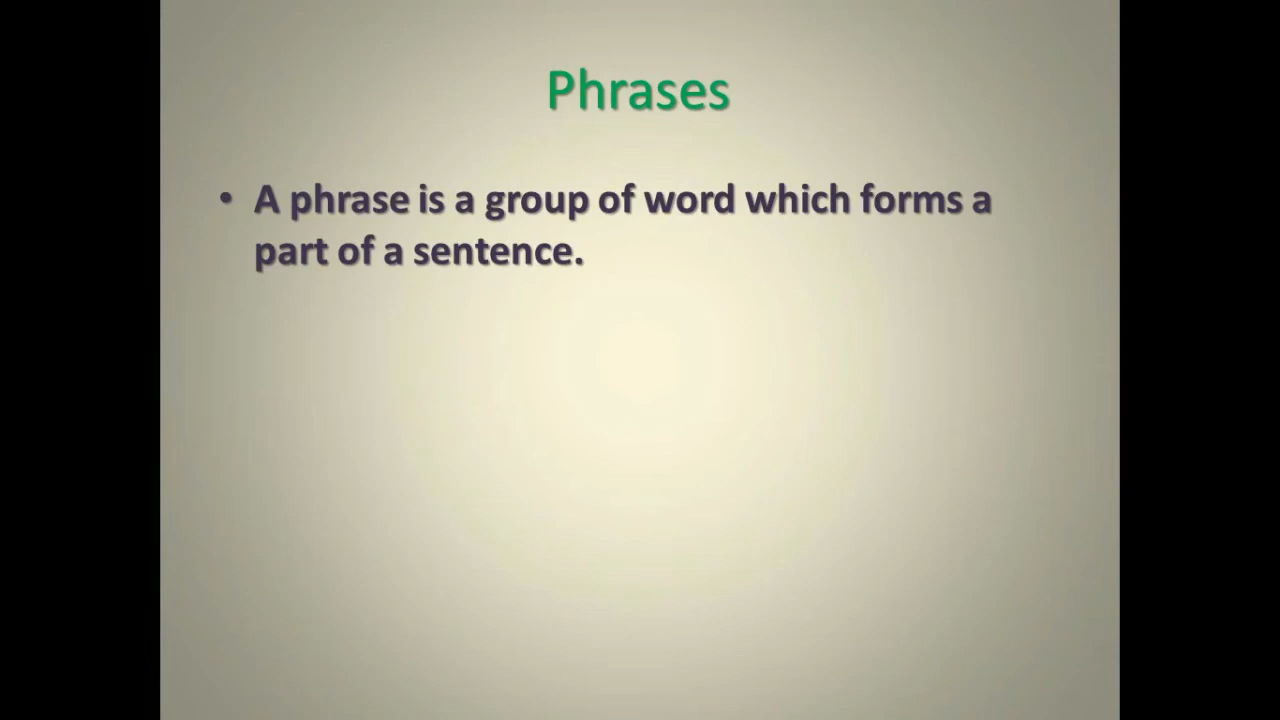 Phrases
• A phrase is a group of word which forms a
part of a sentence.